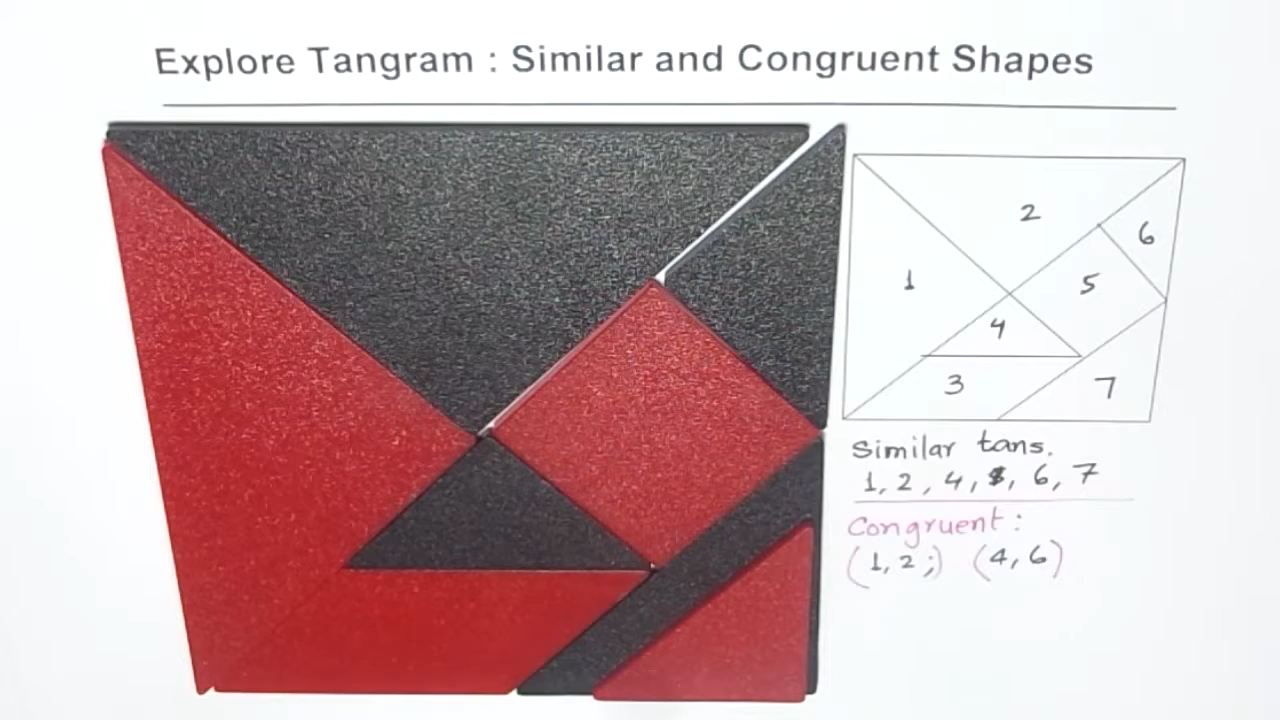 Explore Tangram : Similar and Congruent Shapes
2
6
1
5
4
3
7
Similar tans.
1, 2, 4, , 6, 7
Congruent :
(1, 2;) (4, 6)